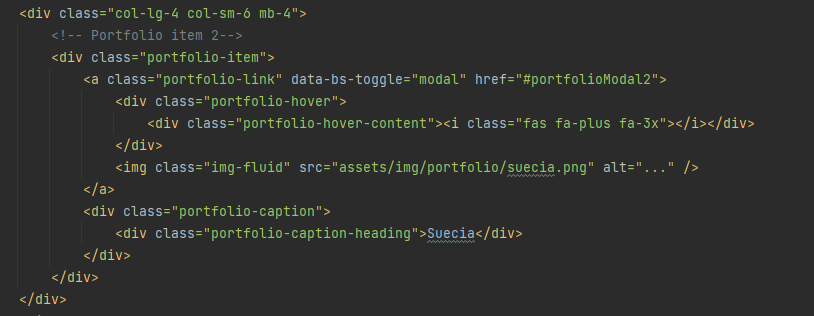 <div class="col-lg-4 col-sm-6 mb-4">
    <!-- Portfolio item 2-->
    <div class="portfolio-item">
        <a class="portfolio-link" data-bs-toggle="modal" href="#portfolioModal2">
            <div class="portfolio-hover">
                <div class="portfolio-hover-content"><i class="fas fa-plus fa-3x"></i></div>
            </div>
            <img class="img-fluid" src="assets/img/portfolio/suecia.png" alt="..." />
        </a>
        <div class="portfolio-caption">
            <div class="portfolio-caption-heading">Suecia</div>
        </div>
    </div>
</div>